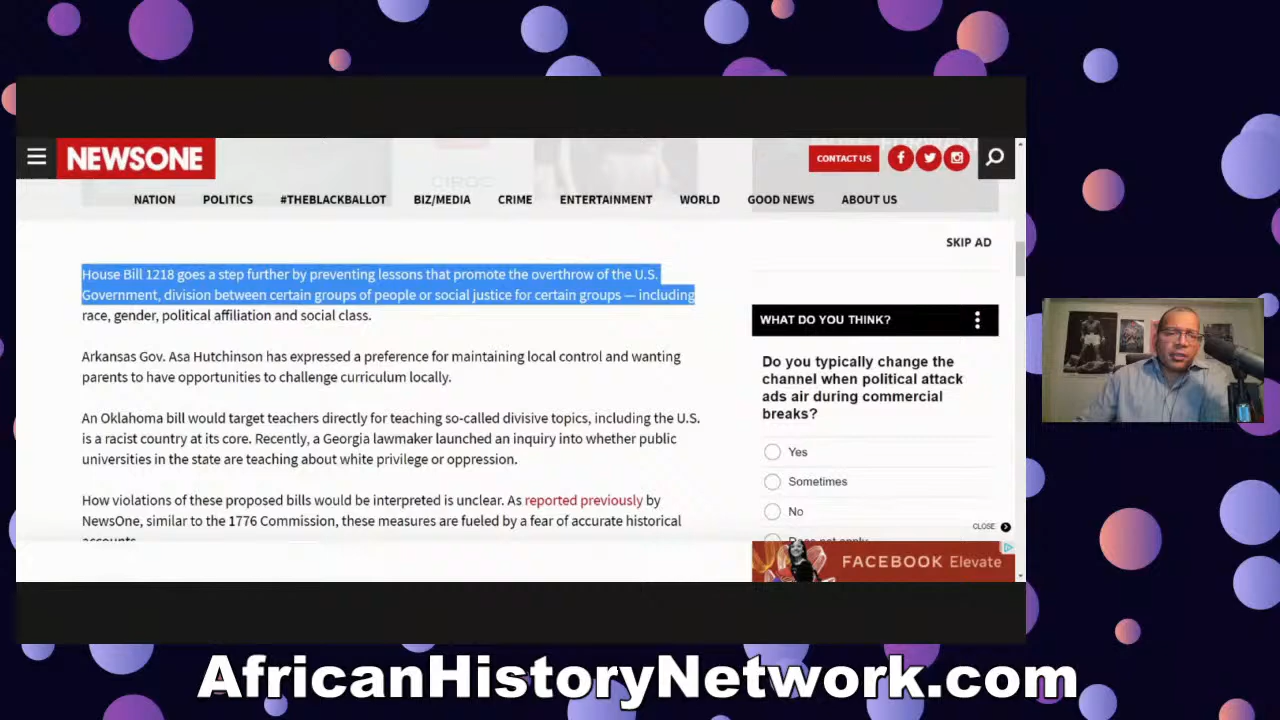 NEWSONE
CONTACT US
CIROC
NATION POLITICS #THEBLACKBALLOT BIZ/MEDIA CRIME ENTERTAINMENT WORLD GOOD NEWS ABOUT US
SKIP AD
House Bill 1218 goes a step further by preventing lessons that promote the overthrow of the U.S.
Government, division between certain groups of people or social justice for certain groups — including
race, gender, political affiliation and social class.
Arkansas Gov. Asa Hutchinson has expressed a preference for maintaining local control and wanting
parents to have opportunities to challenge curriculum locally.
An Oklahoma bill would target teachers directly for teaching so-called divisive topics, including the U.S.
is a racist country at its core. Recently, a Georgia lawmaker launched an inquiry into whether public
universities in the state are teaching about white privilege or oppression.
How violations of these proposed bills would be interpreted is unclear. As reported previously by
NewsOne, similar to the 1776 Commission, these measures are fueled by a fear of accurate historical
accounts.
WHAT DO YOU THINK?
Do you typically change the
channel when political attack
ads air during commercial
breaks?
Yes
Sometimes
No
CLOSE
Does not apply
FACEBOOK Elevate
AfricanHistoryNetwork.com